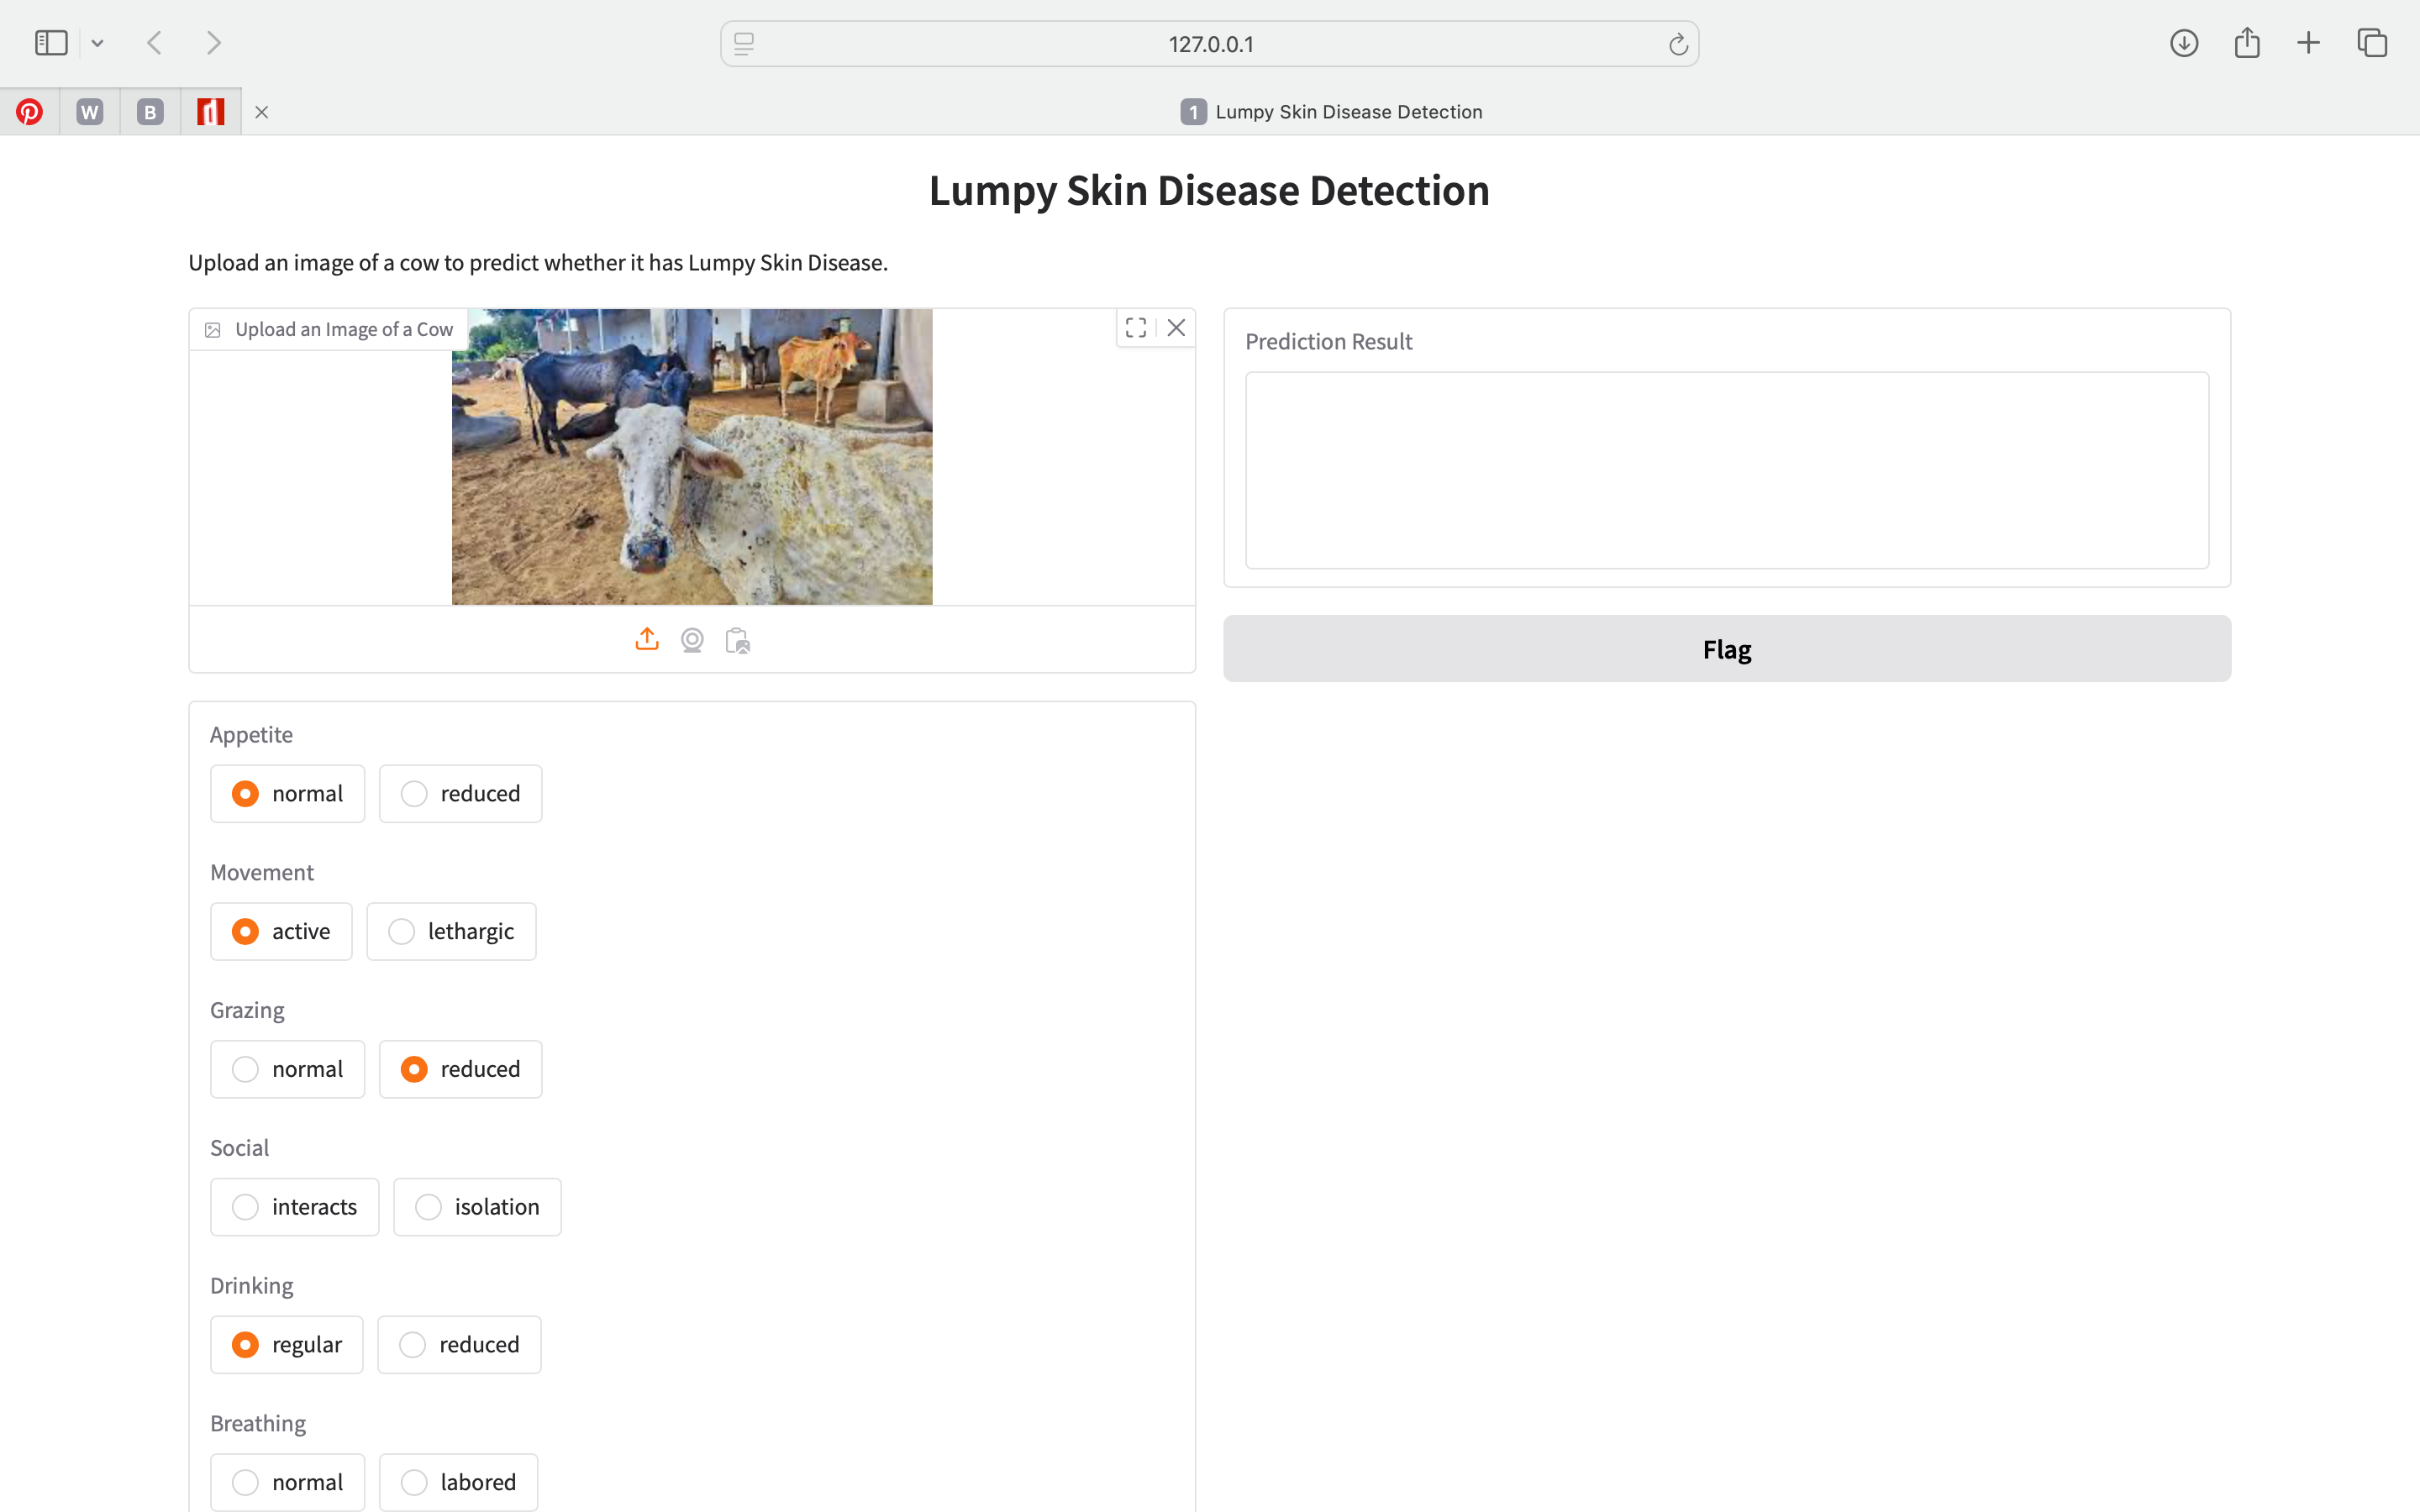 127.0.0.1
W
B
1 Lumpy Skin Disease Detection
Lumpy Skin Disease Detection
Upload an image of a cow to predict whether it has Lumpy Skin Disease.
Upload an Image of a Cow
Prediction Result
Flag
Appetite
normal reduced
Movement
active lethargic
Grazing
normal reduced
Social
interacts isolation
Drinking
regular reduced
Breathing
normal labored